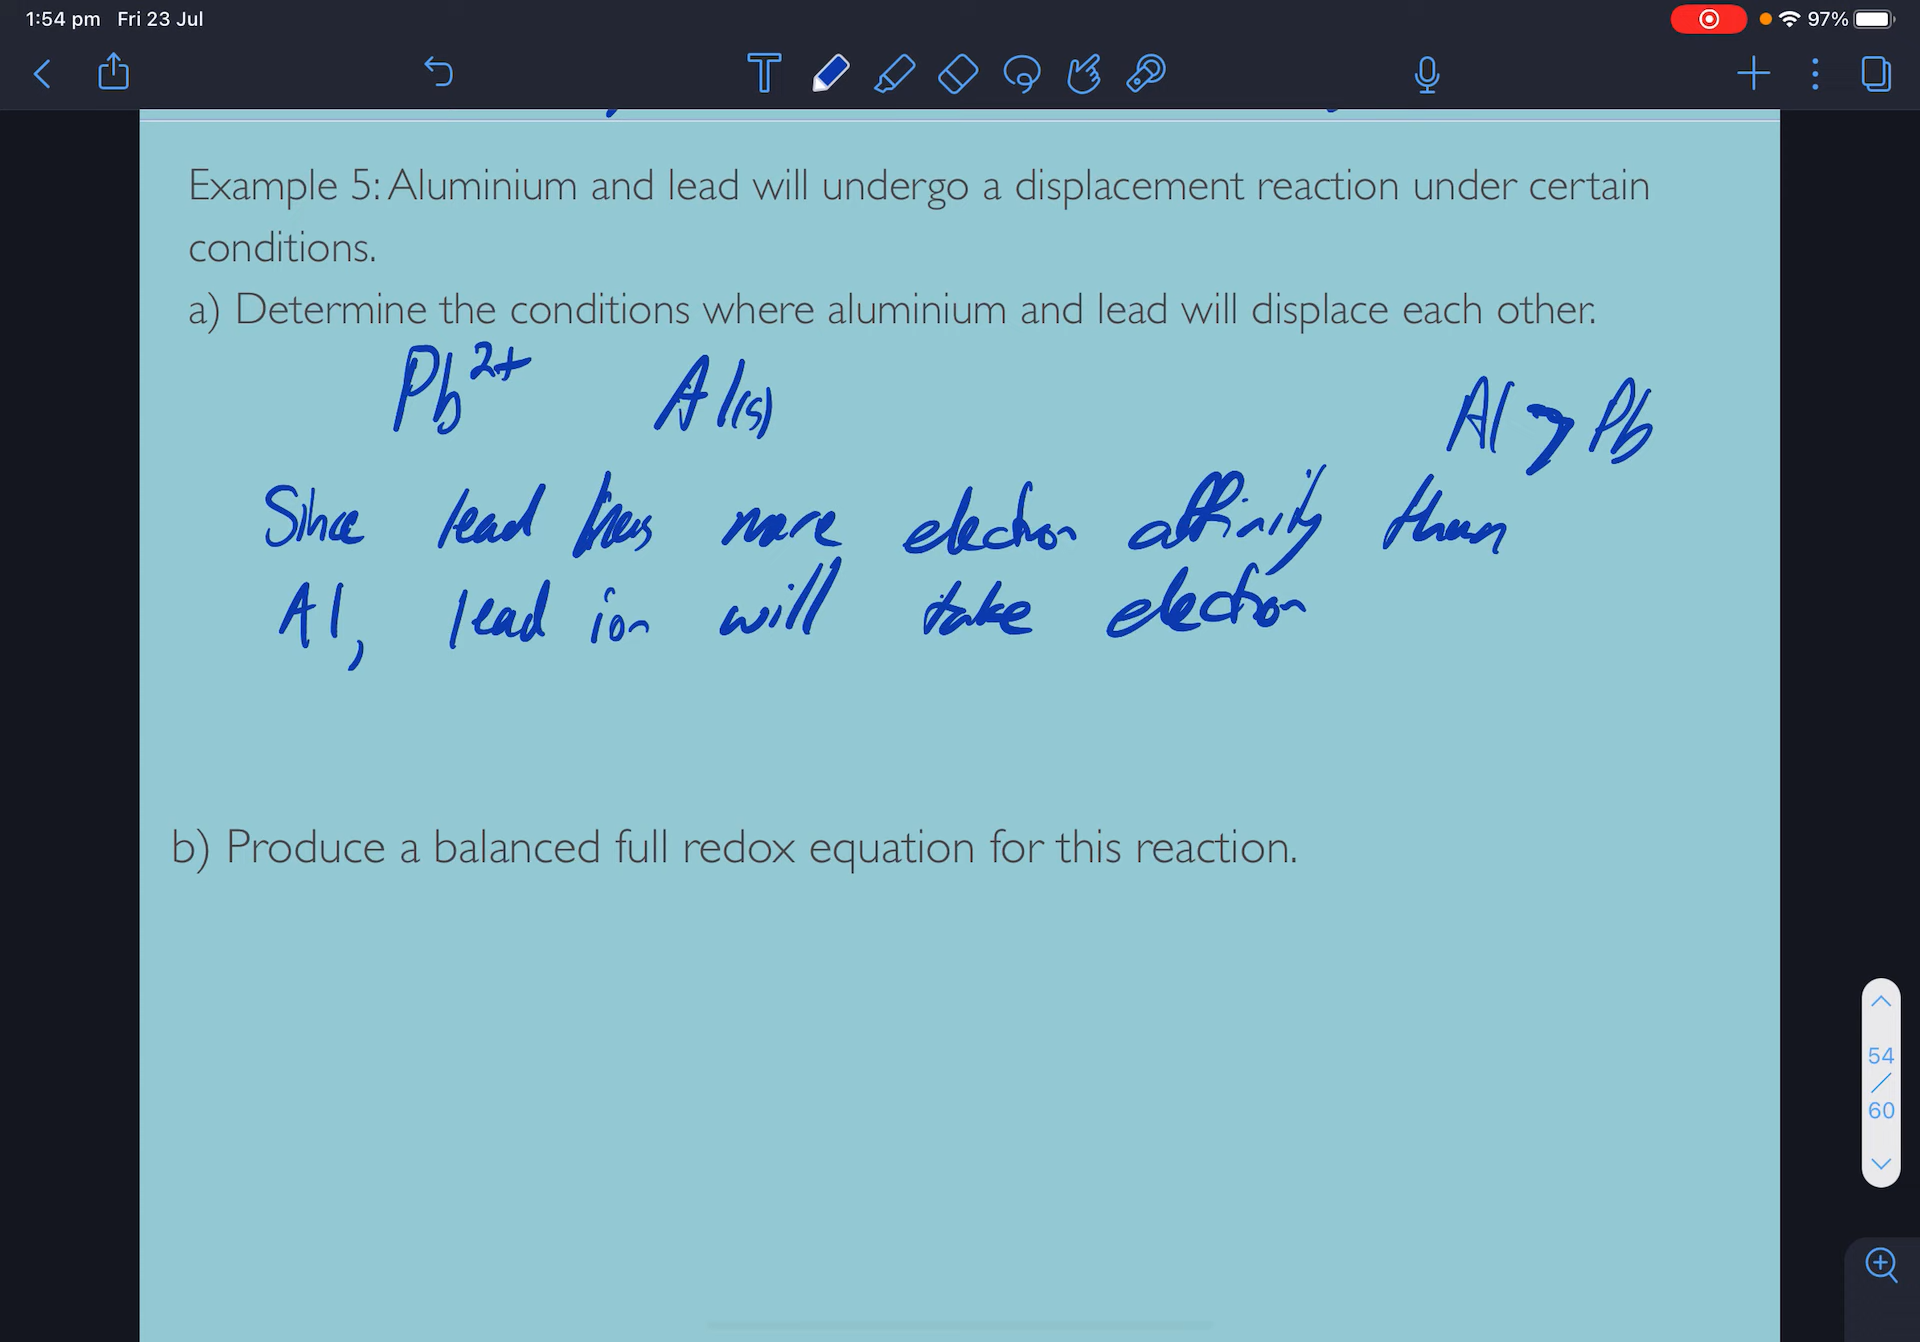 1:54 pm Fri 23 Jul
97%
Example 5: Aluminium and lead will undergo a displacement reaction under certain
conditions.
a) Determine the conditions where aluminium and lead will displace each other.
Pb²⁺ Al(s)
Al > Pb
Since lead has more electron affinity than
Al, lead ion will take electron
b) Produce a balanced full redox equation for this reaction.
54
/
60